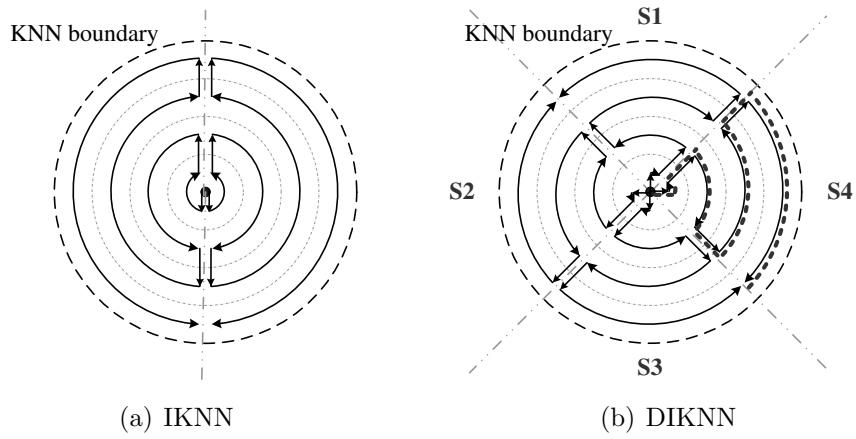 KNN boundary
(a) IKNN
S1
KNN boundary
S2
S4
S3
(b) DIKNN